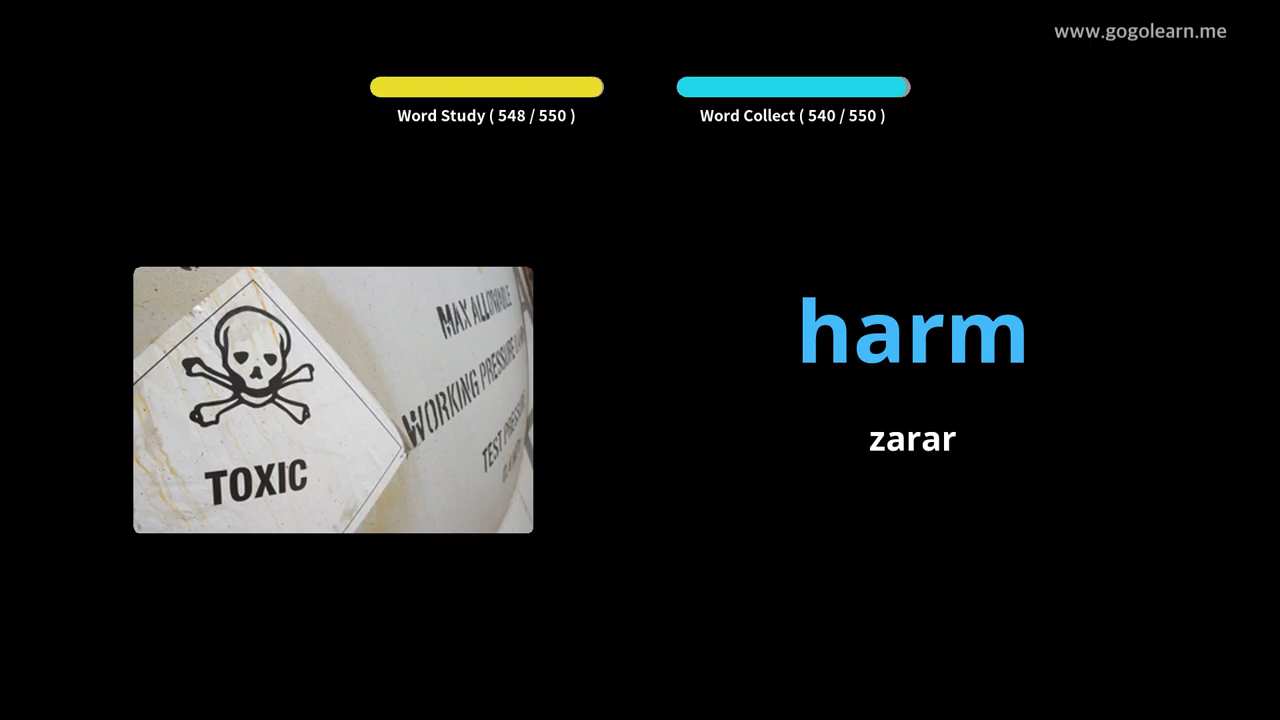 www.gogolearn.me
Word Study ( 548 / 550 )
Word Collect ( 540 / 550 )
MAX ALLOWABLE
WORKING PRESSURE
TEST PRESSURE
TOXIC
harm
zarar